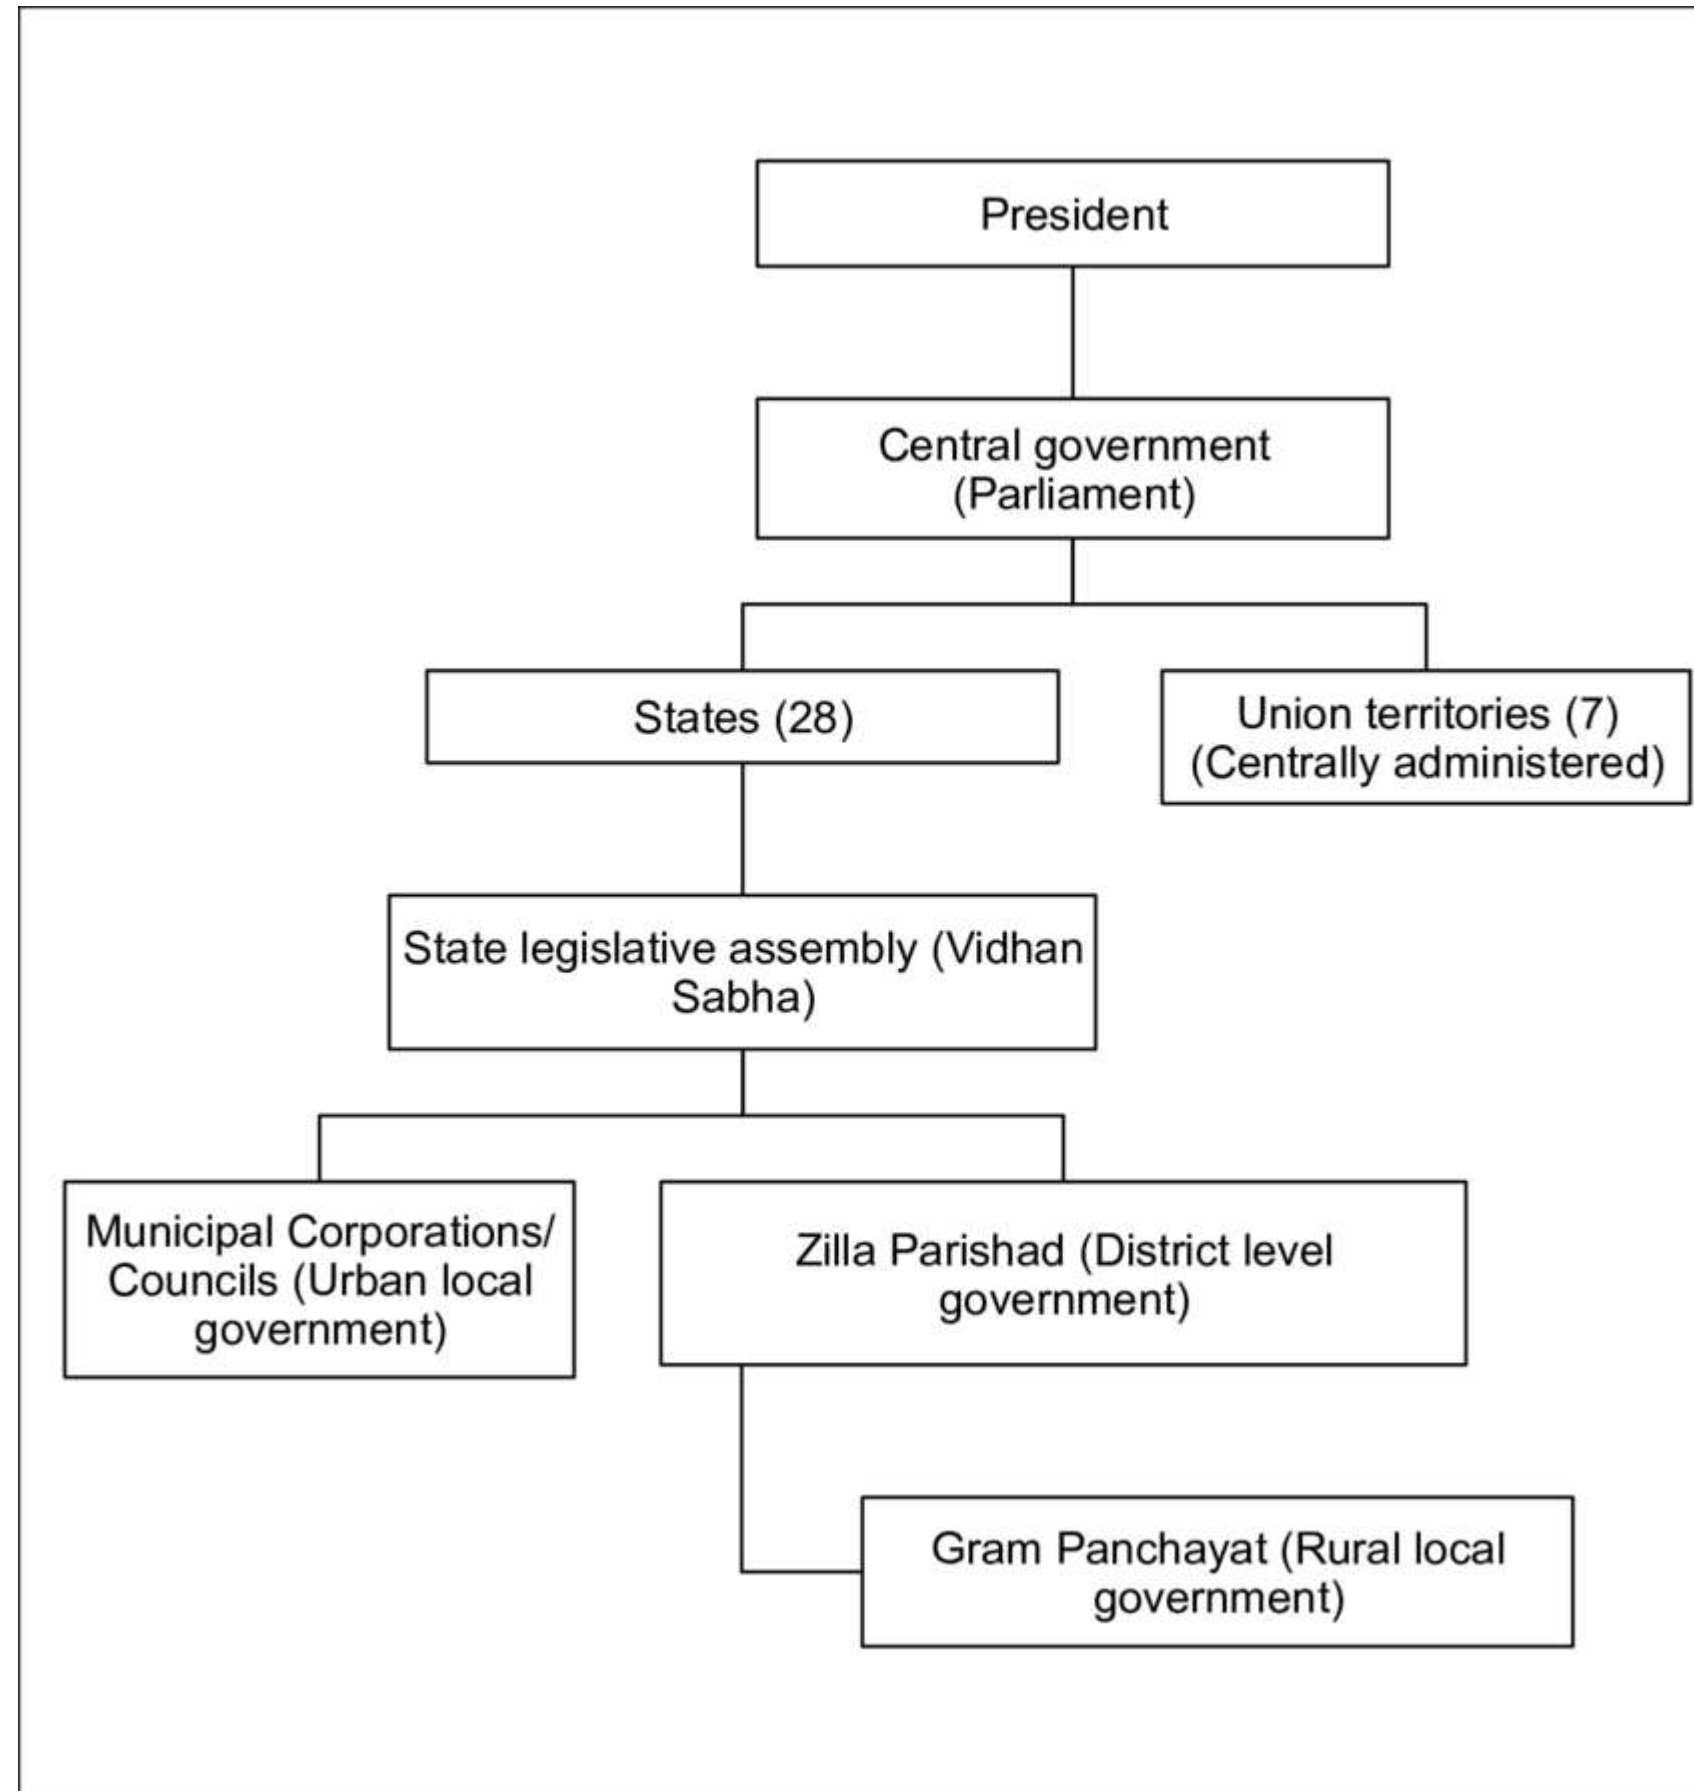 President
Central government
(Parliament)
States (28)
Union territories (7)
(Centrally administered)
State legislative assembly (Vidhan
Sabha)
Municipal Corporations/
Councils (Urban local
government)
Zilla Parishad (District level
government)
Gram Panchayat (Rural local
government)